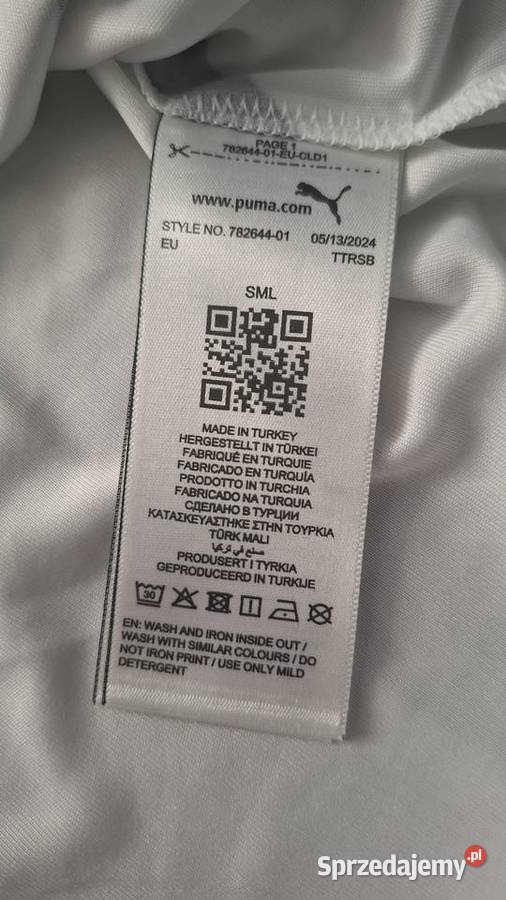 PAGE 1
782644-01-EU-CLD1
www.puma.com
STYLE NO. 782644-01 05/13/2024
EU TTRSB
SML
MADE IN TURKEY
HERGESTELLT IN TÜRKEI
FABRIQUÉ EN TURQUIE
FABRICADO EN TURQUÍA
PRODOTTO IN TURCHIA
FABRICADO NA TURQUIA
СДЕЛАНО В ТУРЦИИ
ΚΑΤΑΣΚΕΥΑΣΤΗΚΕ ΣΤΗΝ ΤΟΥΡΚΙΑ
TÜRK MALI
صنع في تركيا
PRODUSERT I TYRKIA
GEPRODUCEERD IN TURKIJE
30
EN: WASH AND IRON INSIDE OUT /
WASH WITH SIMILAR COLOURS / DO
NOT IRON PRINT / USE ONLY MILD
DETERGENT
Sprzedajemy.pl